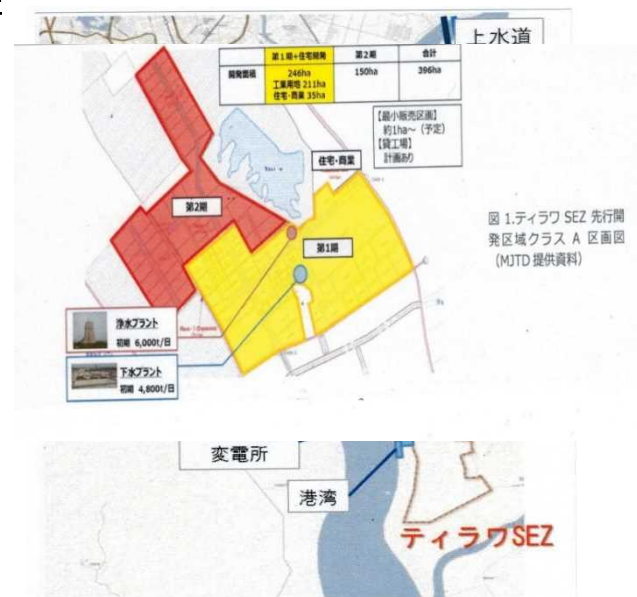 上水道
第1期+住宅開発 第2期 合計
開発面積 246ha 150ha 396ha
工業用地 211ha
住宅・商業 35ha
【最小販売区画】
約1ha～（予定）
【貸工場】
計画あり
住宅・商業
第2期
第1期
図 1.ティラワ SEZ 先行開
発区域クラス A 区画図
（MJTD 提供資料）
浄水プラント
初期 6,000t/日
下水プラント
初期 4,800t/日
変電所
港湾
ティラワSEZ